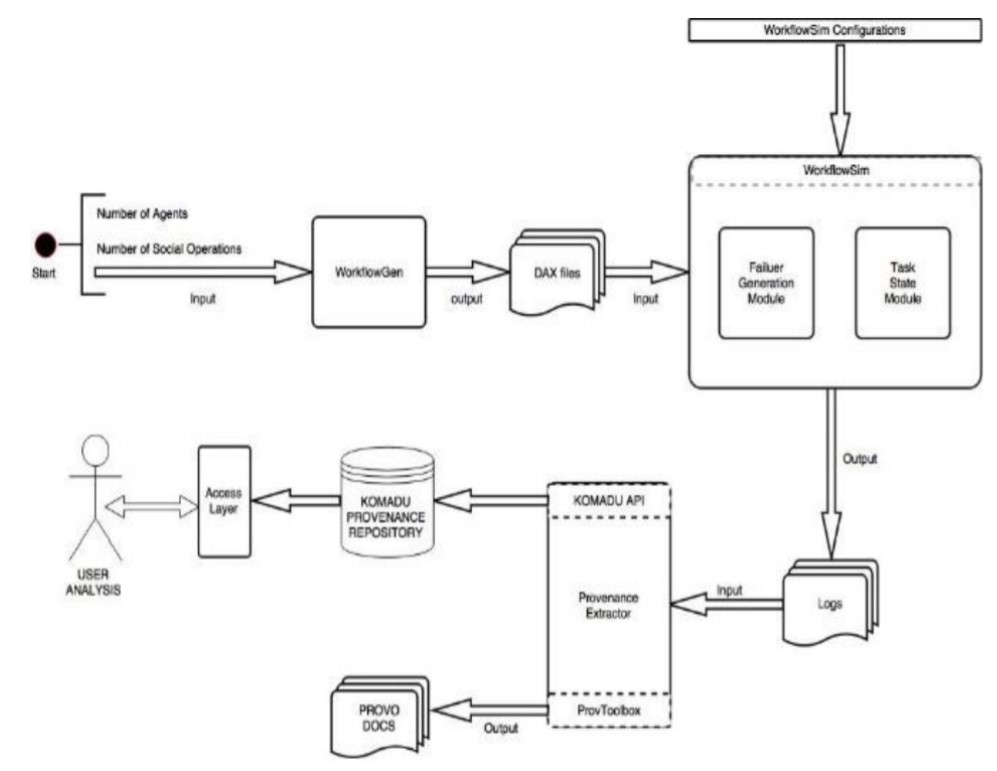 WorkflowSim Configurations
WorkflowSim
Number of Agents
Number of Social Operations
Start
Input
WorkflowGen
output
DAX files
Input
Failuer
Generation
Module
Task
State
Module
Output
Access
Layer
KOMADU
PROVENANCE
REPOSITORY
KOMADU API
USER
ANALYSIS
Provenance
Extractor
Input
Logs
PROVO
DOCS
Output
ProvToolbox